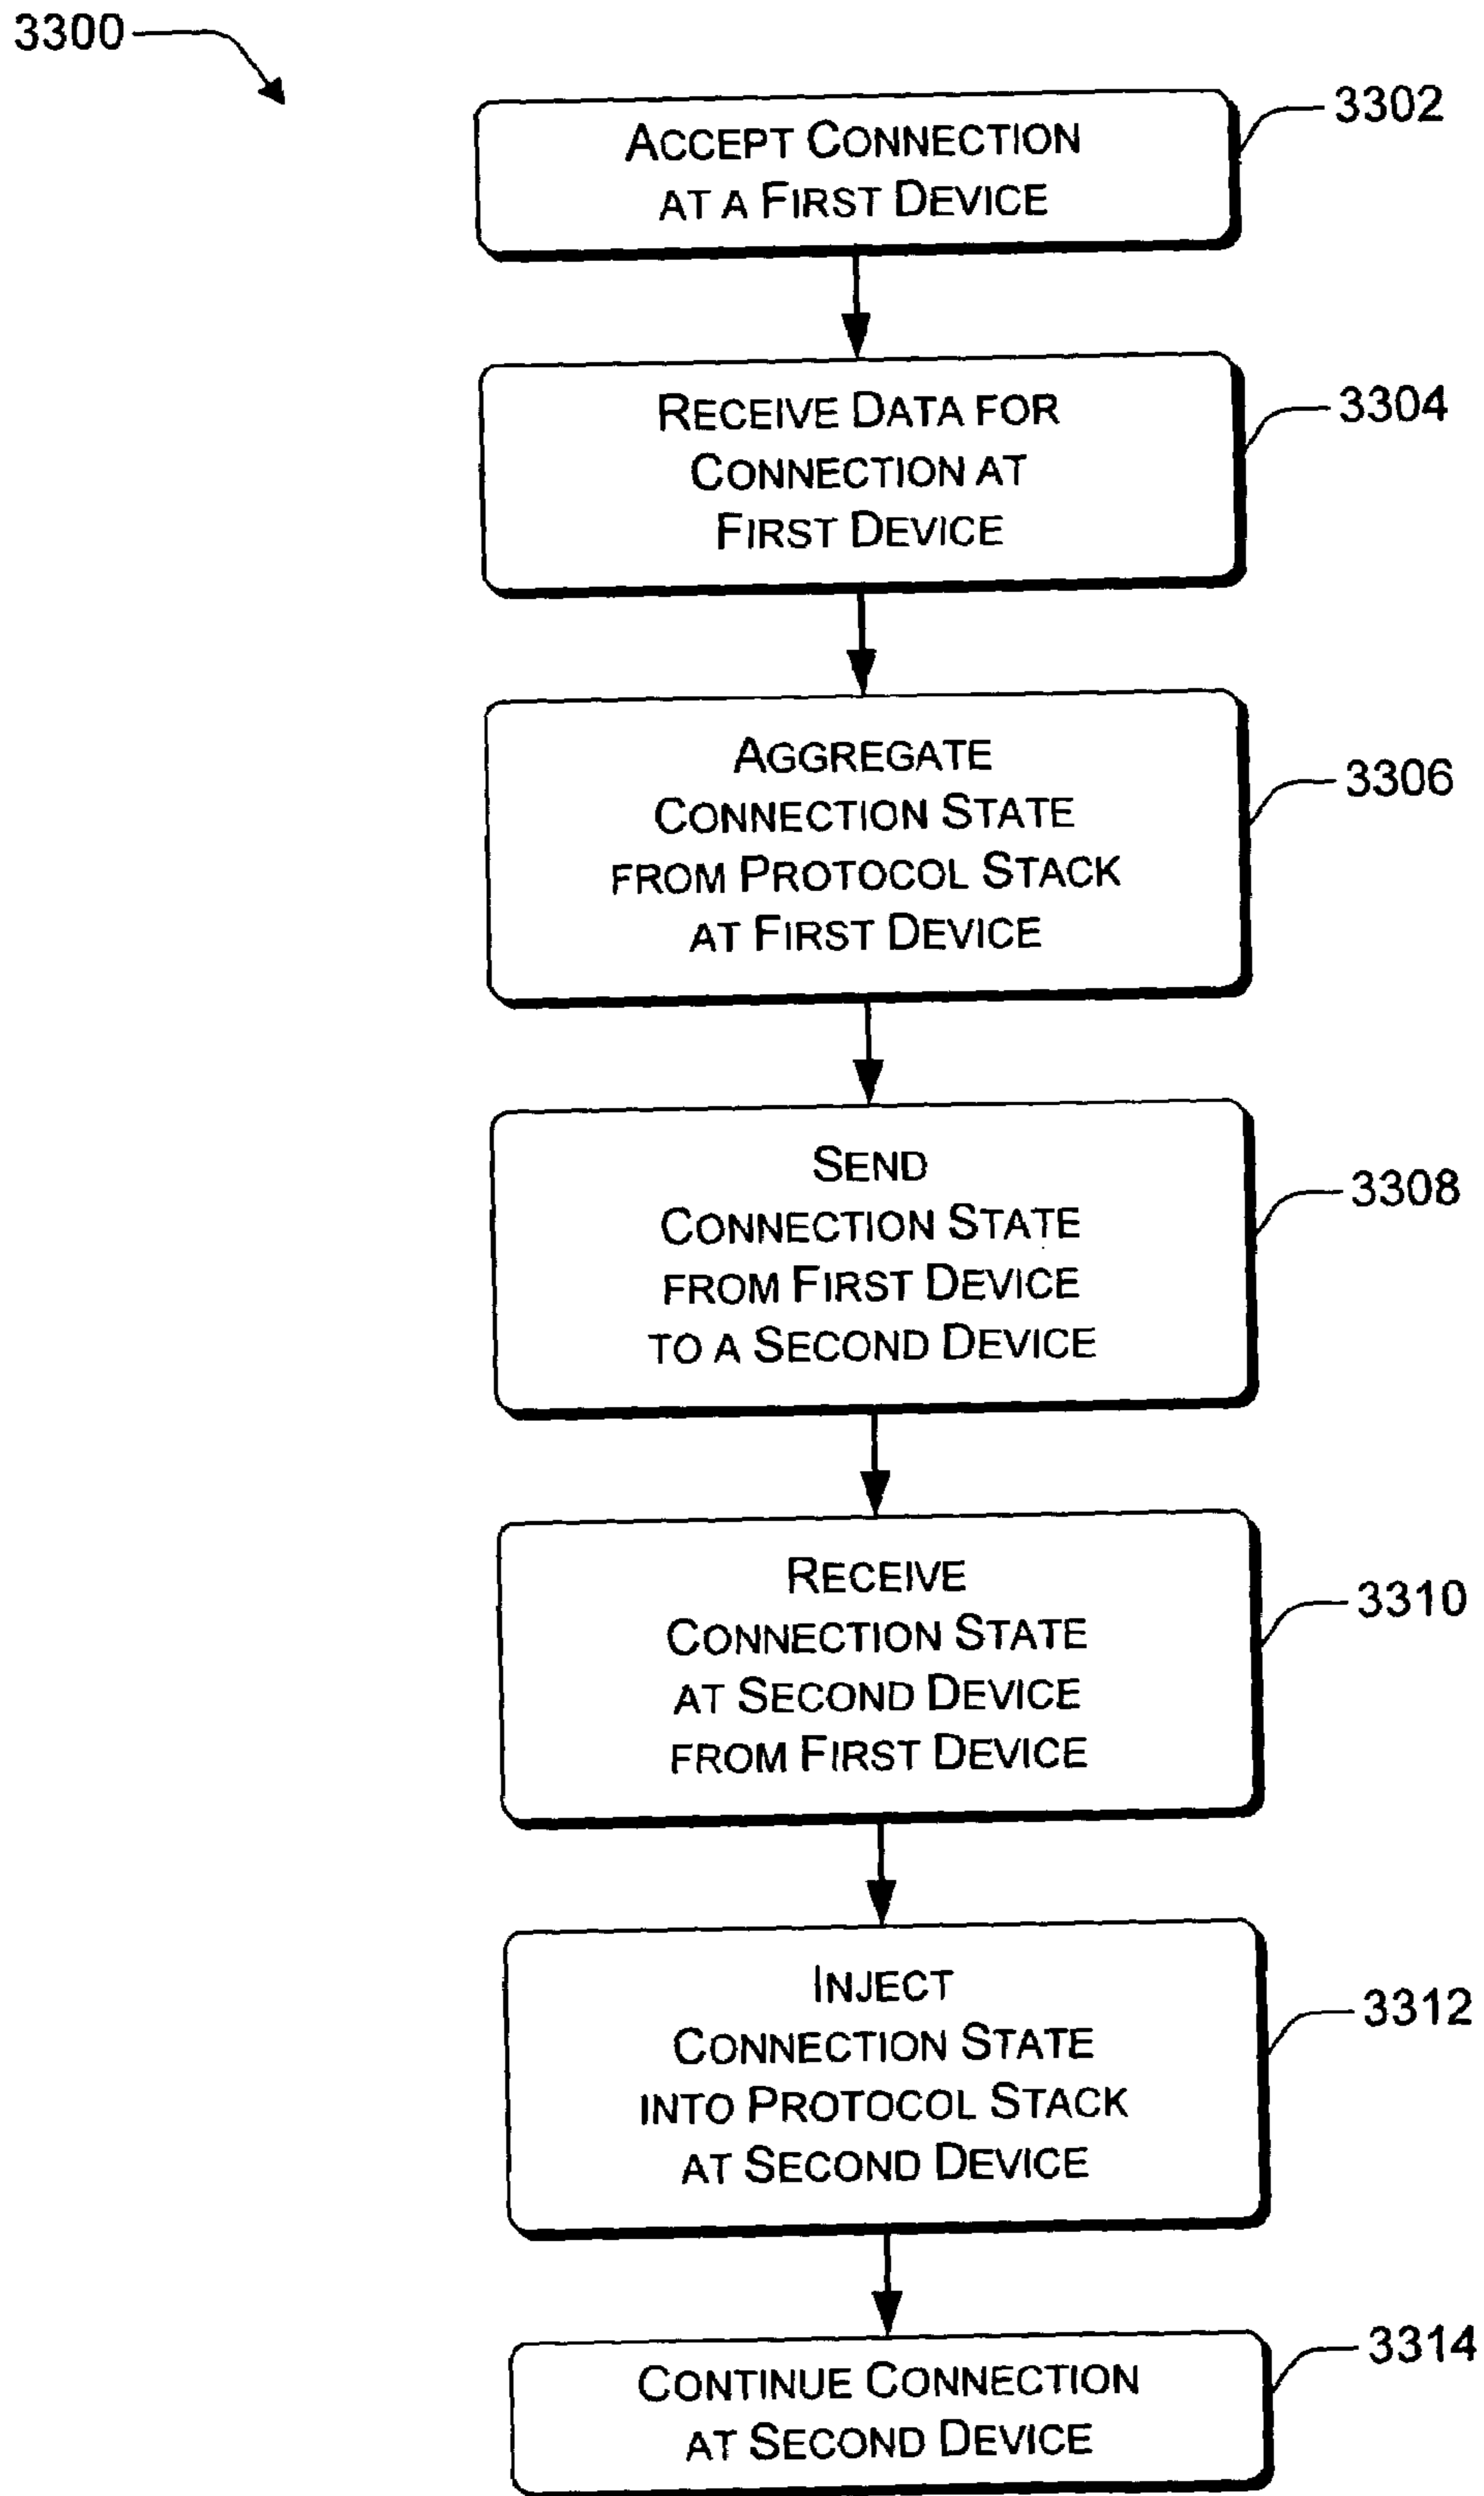 3300
3302
ACCEPT CONNECTION
AT A FIRST DEVICE
3304
RECEIVE DATA FOR
CONNECTION AT
FIRST DEVICE
3306
AGGREGATE
CONNECTION STATE
FROM PROTOCOL STACK
AT FIRST DEVICE
3308
SEND
CONNECTION STATE
FROM FIRST DEVICE
TO A SECOND DEVICE
3310
RECEIVE
CONNECTION STATE
AT SECOND DEVICE
FROM FIRST DEVICE
3312
INJECT
CONNECTION STATE
INTO PROTOCOL STACK
AT SECOND DEVICE
3314
CONTINUE CONNECTION
AT SECOND DEVICE